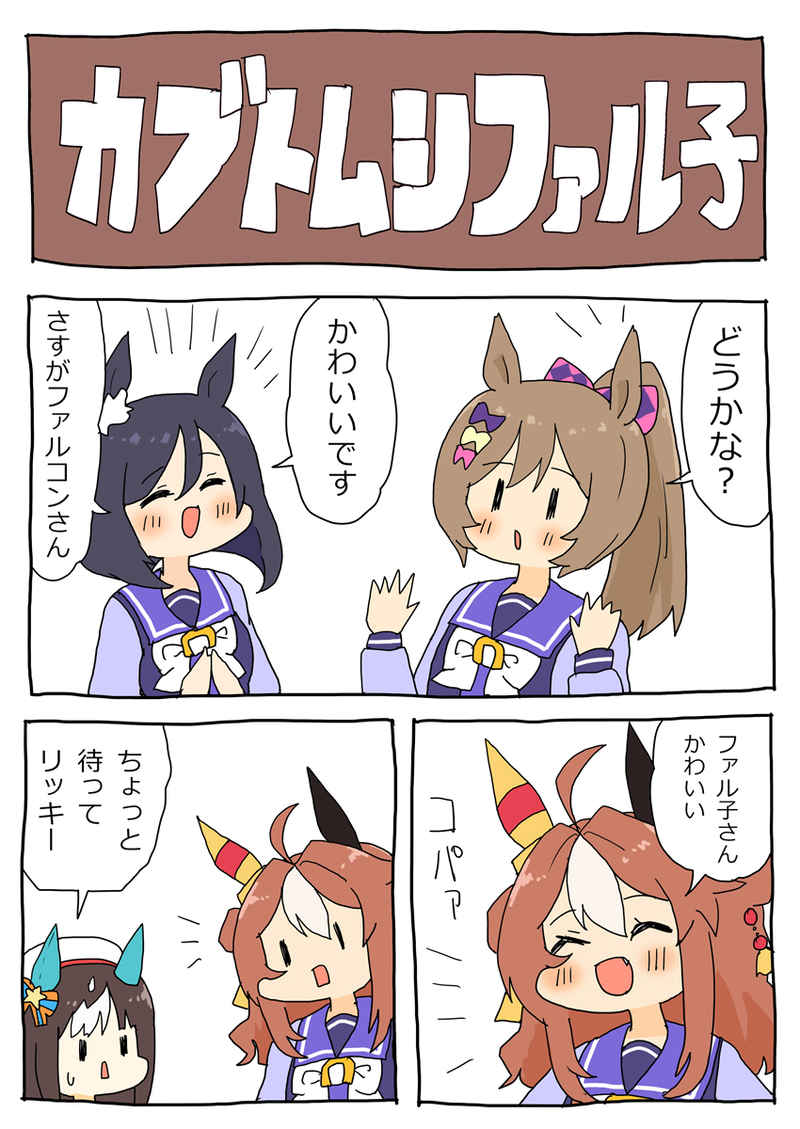 カブトムシファル子
どうかな？
かわいいです
さすがファルコンさん
ファル子さん
かわいい
コパァ
ちょっと
待って
リッキー